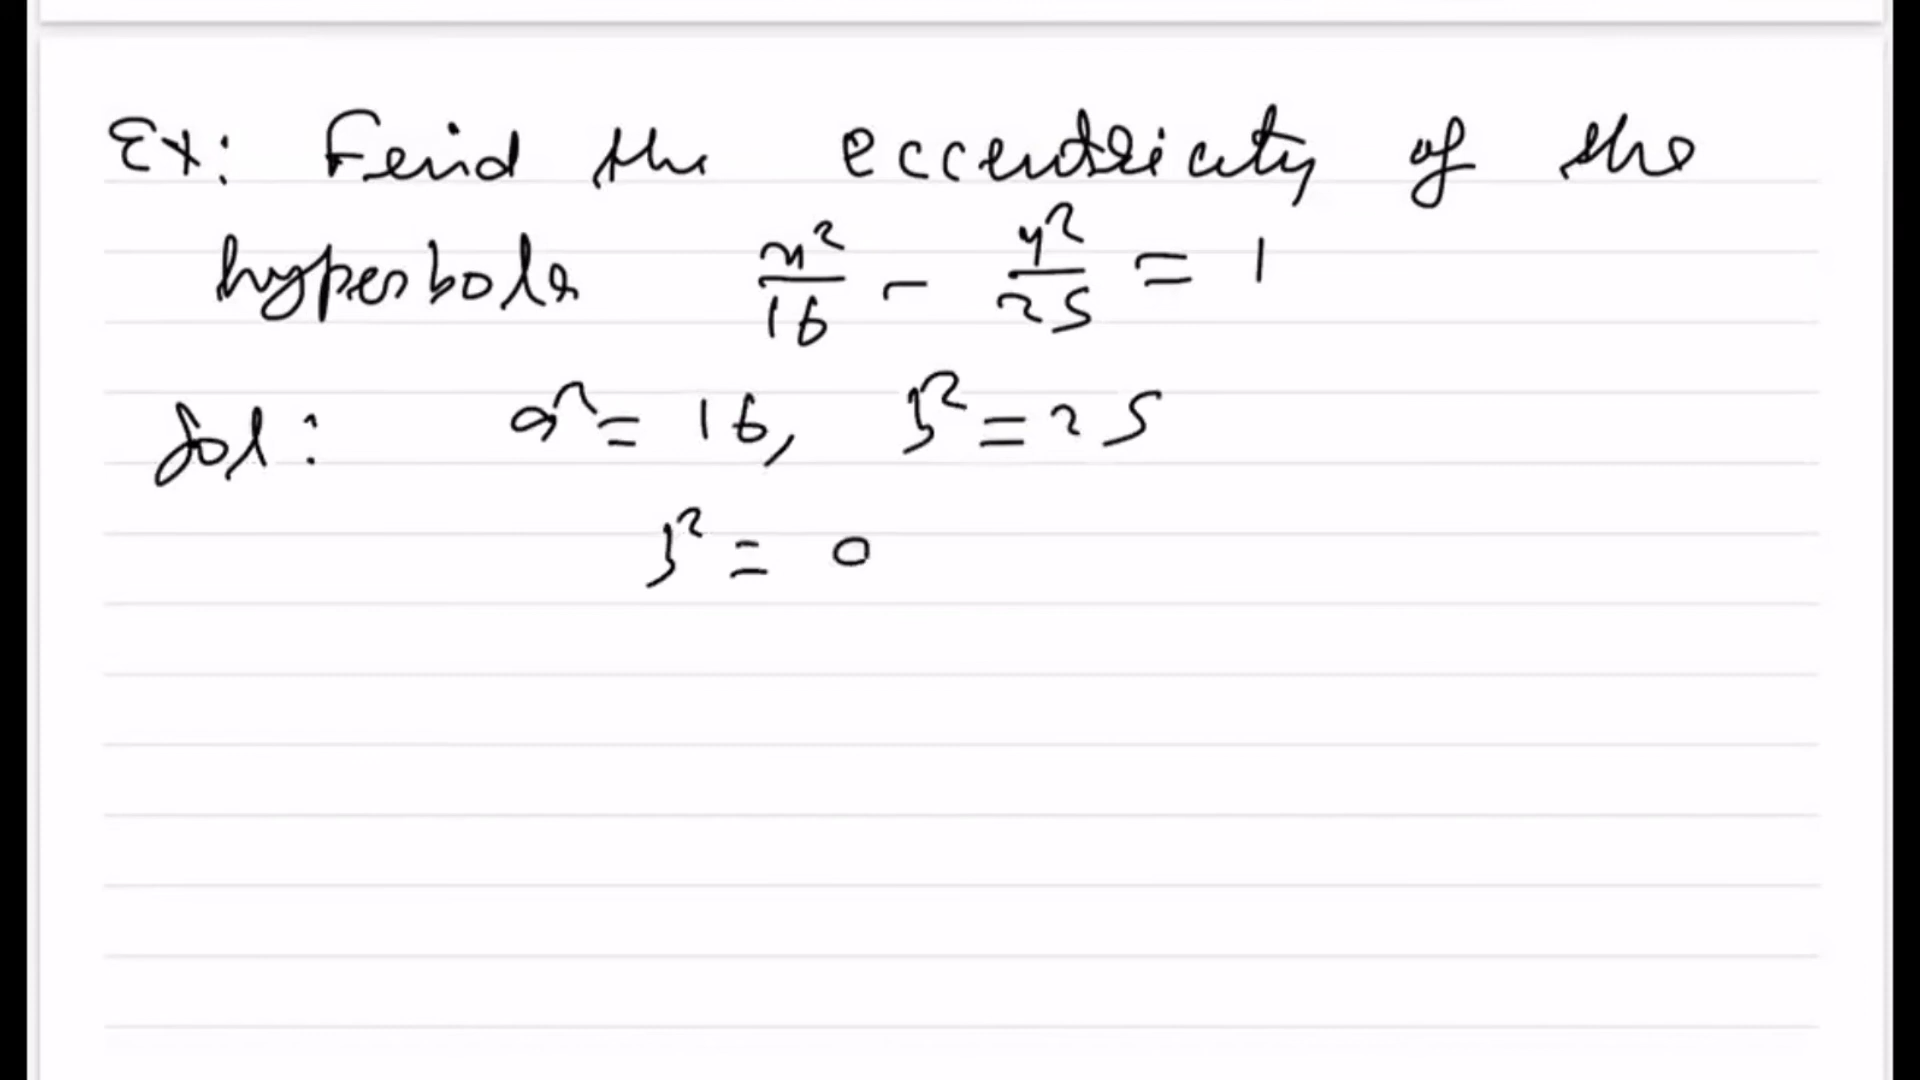 Ex: Find the eccentricity of the
hyperbola x²/16 - y²/25 = 1
Sol: a² = 16, b² = 25
b² = a